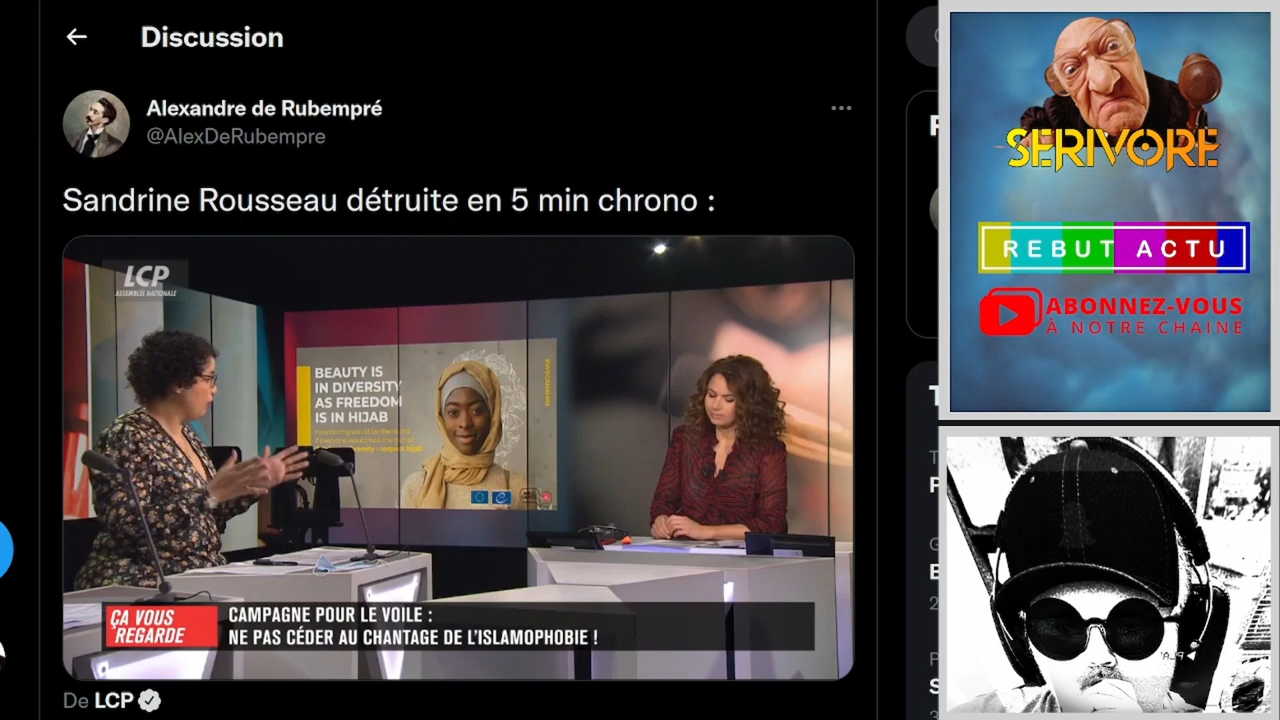 Discussion
Alexandre de Rubempré
@AlexDeRubempre
Sandrine Rousseau détruite en 5 min chrono :
LCP
ASSEMBLÉE NATIONALE
BEAUTY IS
IN DIVERSITY
AS FREEDOM
IS IN HIJAB
ÇA VOUS
REGARDE
CAMPAGNE POUR LE VOILE :
NE PAS CÉDER AU CHANTAGE DE L'ISLAMOPHOBIE !
De LCP
SERIVORE
REBUT ACTU
ABONNEZ-VOUS
À NOTRE CHAINE